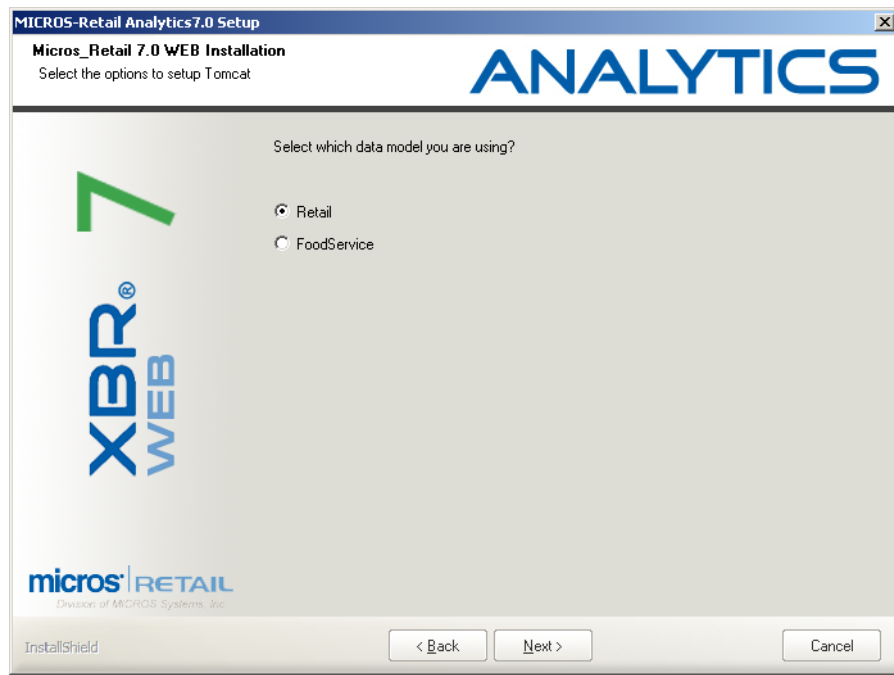 MICROS-Retail Analytics7.0 Setup
Micros_Retail 7.0 WEB Installation
Select the options to setup Tomcat
ANALYTICS
Select which data model you are using?
Retail
FoodService
7
XBR®
WEB
micros® RETAIL
Division of MICROS Systems, Inc.
InstallShield
< Back
Next >
Cancel